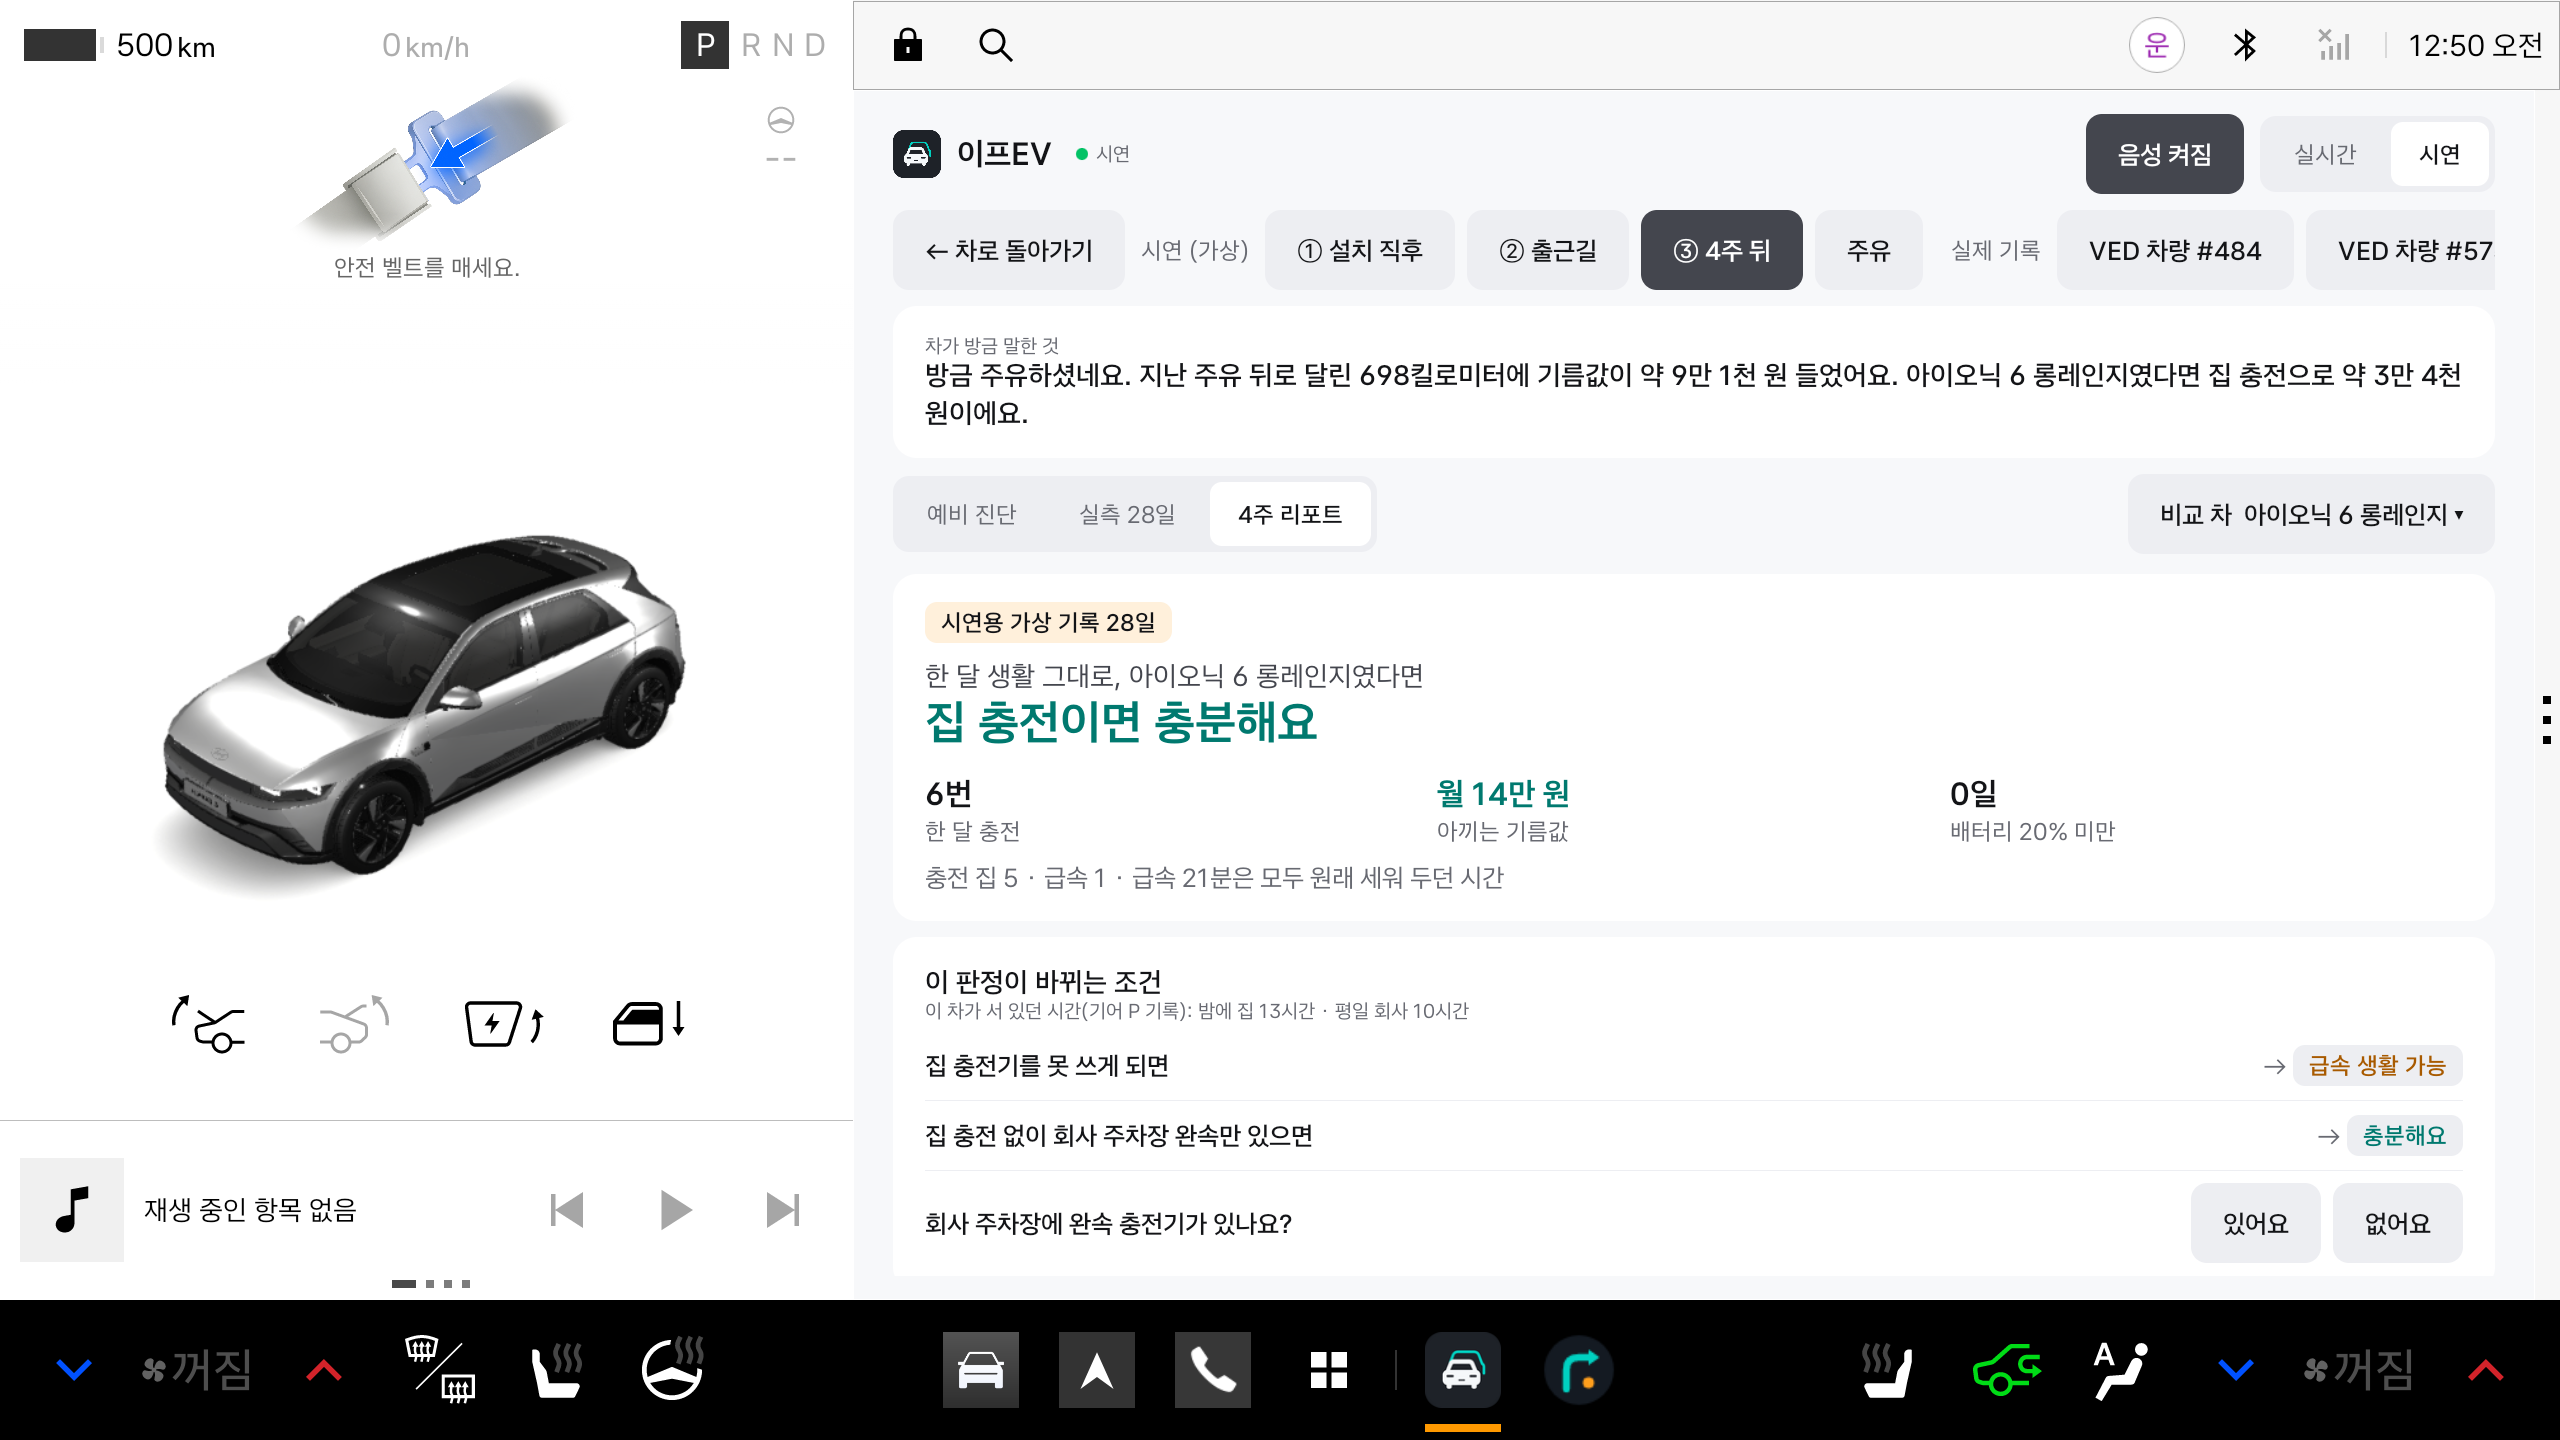 500 km
0 km/h
P R N D
안전 벨트를 매세요.
재생 중인 항목 없음
운
12:50 오전
이프EV
시연
음성 켜짐
실시간
시연
← 차로 돌아가기
시연 (가상)
① 설치 직후
② 출근길
③ 4주 뒤
주유
실제 기록
VED 차량 #484
VED 차량 #57
차가 방금 말한 것
방금 주유하셨네요. 지난 주유 뒤로 달린 698킬로미터에 기름값이 약 9만 1천 원 들었어요. 아이오닉 6 롱레인지였다면 집 충전으로 약 3만 4천
원이에요.
예비 진단
실측 28일
4주 리포트
비교 차 아이오닉 6 롱레인지 ▾
시연용 가상 기록 28일
한 달 생활 그대로, 아이오닉 6 롱레인지였다면
집 충전이면 충분해요
6번
한 달 충전
월 14만 원
아끼는 기름값
0일
배터리 20% 미만
충전 집 5 · 급속 1 · 급속 21분은 모두 원래 세워 두던 시간
이 판정이 바뀌는 조건
이 차가 서 있던 시간(기어 P 기록): 밤에 집 13시간 · 평일 회사 10시간
집 충전기를 못 쓰게 되면
→ 급속 생활 가능
집 충전 없이 회사 주차장 완속만 있으면
→ 충분해요
회사 주차장에 완속 충전기가 있나요?
있어요
없어요
꺼짐
A
꺼짐